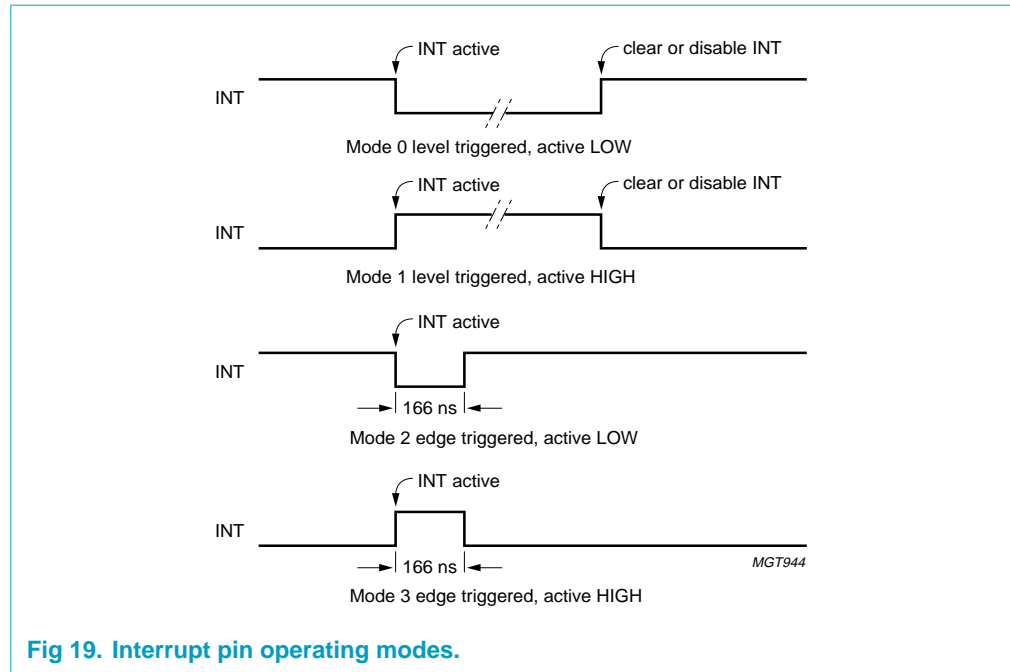 INT active
clear or disable INT
INT
Mode 0 level triggered, active LOW
INT active
clear or disable INT
INT
Mode 1 level triggered, active HIGH
INT active
INT
166 ns
Mode 2 edge triggered, active LOW
INT active
INT
166 ns
MGT944
Mode 3 edge triggered, active HIGH
Fig 19. Interrupt pin operating modes.